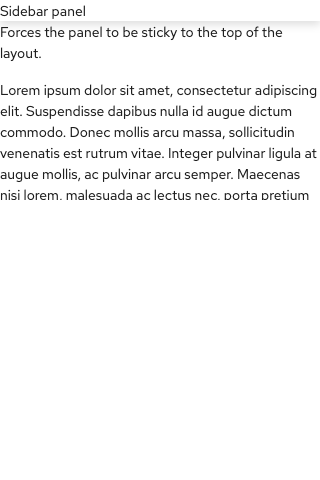 Sidebar panel
Forces the panel to be sticky to the top of the
layout.
Lorem ipsum dolor sit amet, consectetur adipiscing
elit. Suspendisse dapibus nulla id augue dictum
commodo. Donec mollis arcu massa, sollicitudin
venenatis est rutrum vitae. Integer pulvinar ligula at
augue mollis, ac pulvinar arcu semper. Maecenas
nisi lorem, malesuada ac lectus nec, porta pretium